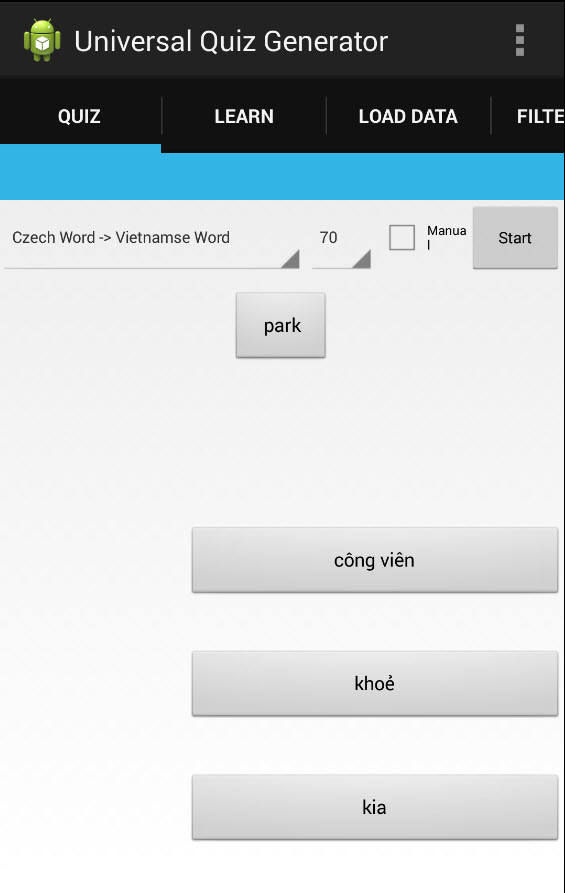 Universal Quiz Generator
QUIZ LEARN LOAD DATA FILTE
Czech Word -> Vietnamse Word 70 Manua
l Start
park
công viên
khoẻ
kia